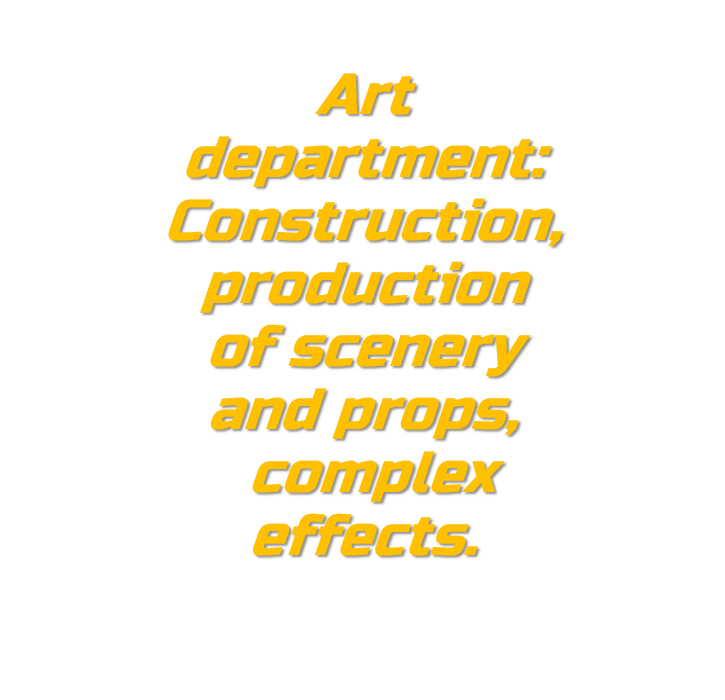 Art
department:
Construction,
production
of scenery
and props,
complex
effects.